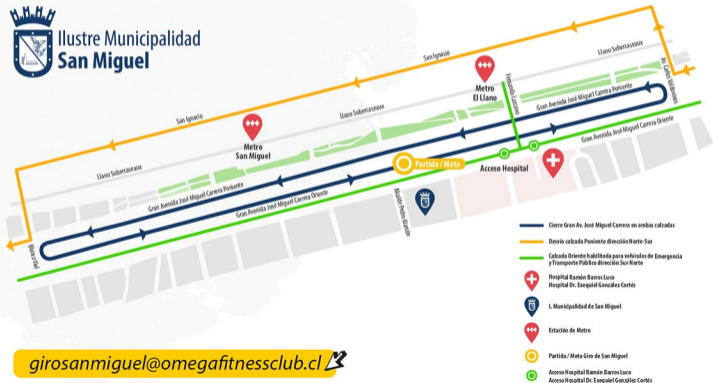 Ilustre Municipalidad
San Miguel
San Ignacio
Llano Subercaseaux
Av. Carlos Valdovinos
Metro
El Llano
Fernando Lazcano
Gran Avenida José Miguel Carrera Poniente
San Ignacio
Llano Subercaseaux
Metro
San Miguel
Gran Avenida José Miguel Carrera Oriente
Partida / Meta
Acceso Hospital
Llano Subercaseaux
Gran Avenida José Miguel Carrera Poniente
Gran Avenida José Miguel Carrera Oriente
Alcalde Pedro Alarcón
Blanco Viel
Cierre Gran Av. José Miguel Carrera en ambas calzadas
Desvío calzada Poniente dirección Norte-Sur
Calzada Oriente habilitada para vehículos de Emergencia
y Transporte Público dirección Sur-Norte
Hospital Ramón Barros Luco
Hospital Dr. Exequiel González Cortés
I. Municipalidad de San Miguel
Estación de Metro
Partida / Meta Giro de San Miguel
Acceso Hospital Ramón Barros Luco
Acceso Hospital Dr. Exequiel González Cortés
girosanmiguel@omegafitnessclub.cl